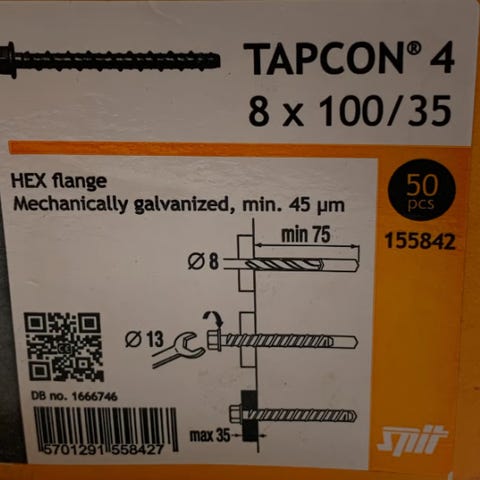 TAPCON® 4
8 x 100/35
HEX flange
Mechanically galvanized, min. 45 µm
50
pcs
155842
min 75
Ø 8
Ø 13
DB no. 1666746
max 35
5701291 558427
spit